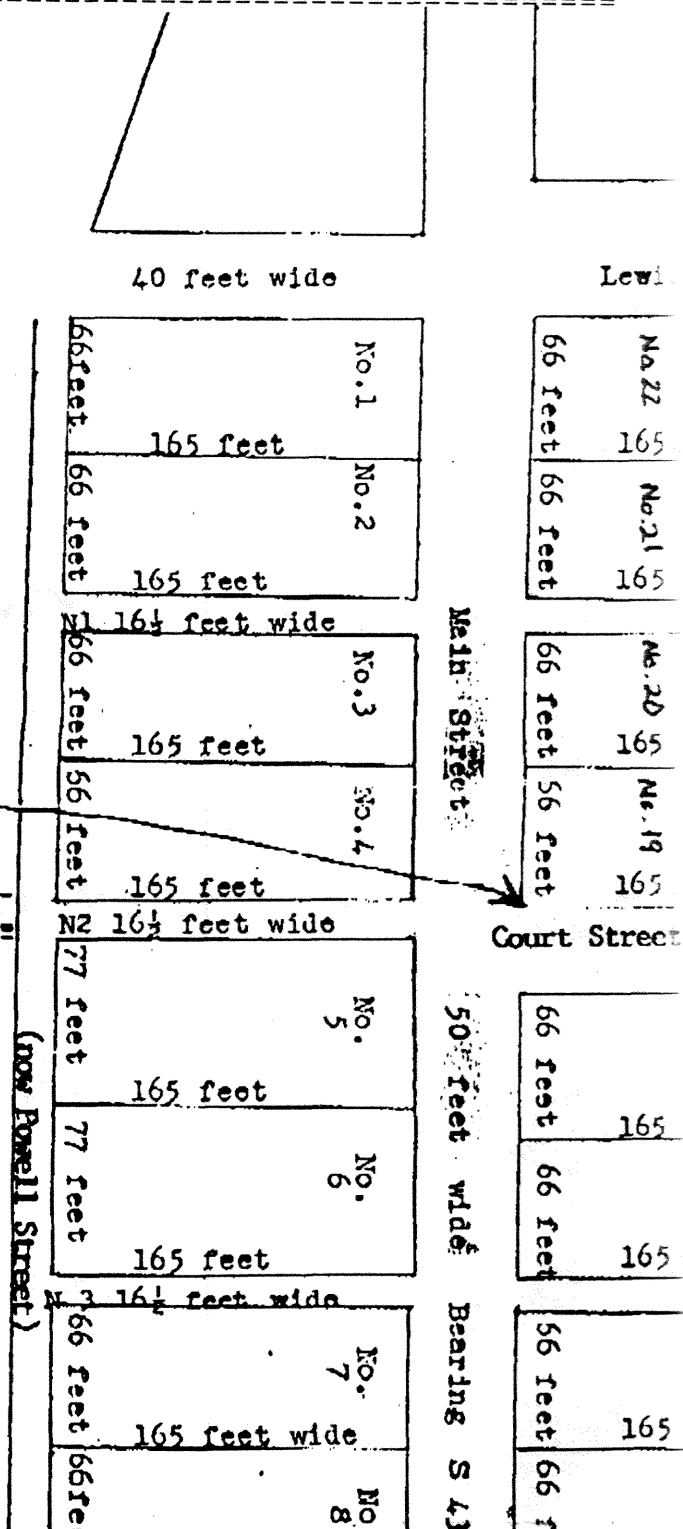 40 feet wide
66feet
No.1
165 feet
66 feet
No.2
165 feet
N1 16½ feet wide
66 feet
No.3
165 feet
56 feet
No.4
165 feet
N2 16½ feet wide
77 feet
No.
5
165 feet
77 feet
No.
6
165 feet
N 3 16½ feet wide
66 feet
No.
7
165 feet wide
No
8
(now Powell Street)
Main Street
50 feet wide
Bearing S
66 feet
No.22
165
66 feet
No.21
165
66 feet
No.20
165
56 feet
No.19
165
Court Street
66 feet
165
66 feet
165
56 feet
165
66